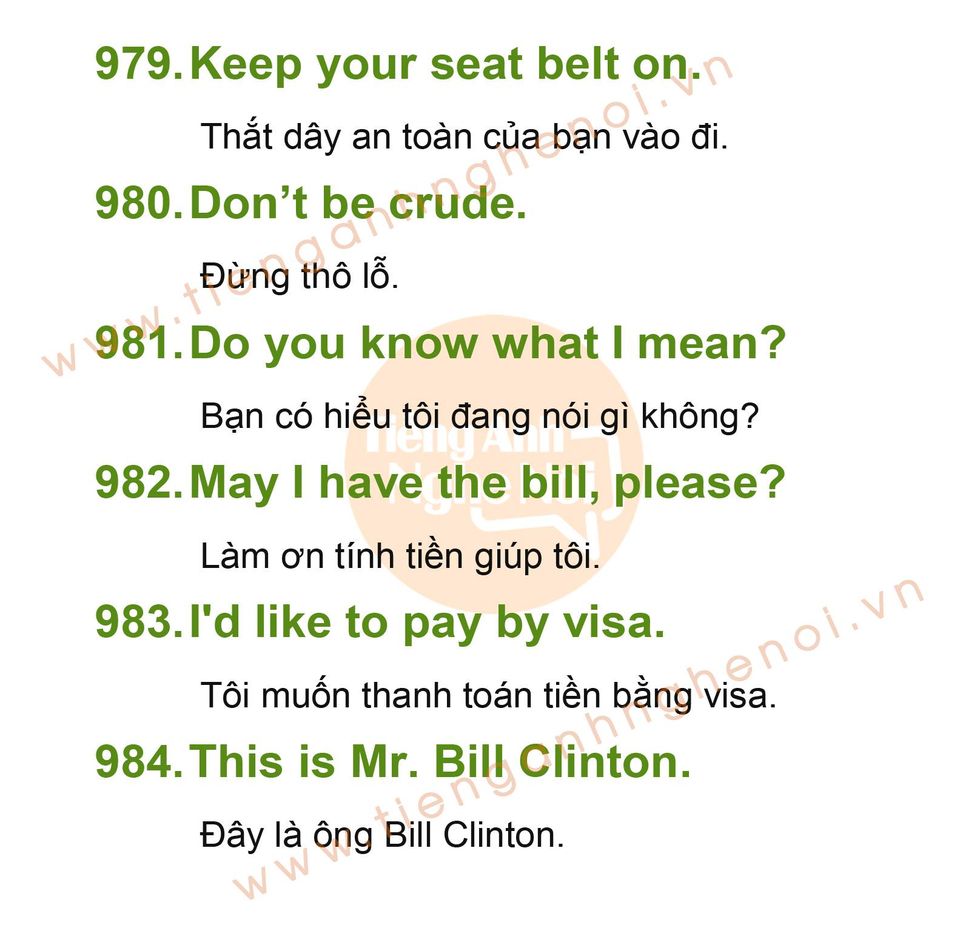 979. Keep your seat belt on.
Thắt dây an toàn của bạn vào đi.
980. Don’t be crude.
Đừng thô lỗ.
981. Do you know what I mean?
Bạn có hiểu tôi đang nói gì không?
982. May I have the bill, please?
Làm ơn tính tiền giúp tôi.
983. I'd like to pay by visa.
Tôi muốn thanh toán tiền bằng visa.
984. This is Mr. Bill Clinton.
Đây là ông Bill Clinton.
www.tienganhnghenoi.vn
Tiếng Anh
Nghe Nói
www.tienganhnghenoi.vn